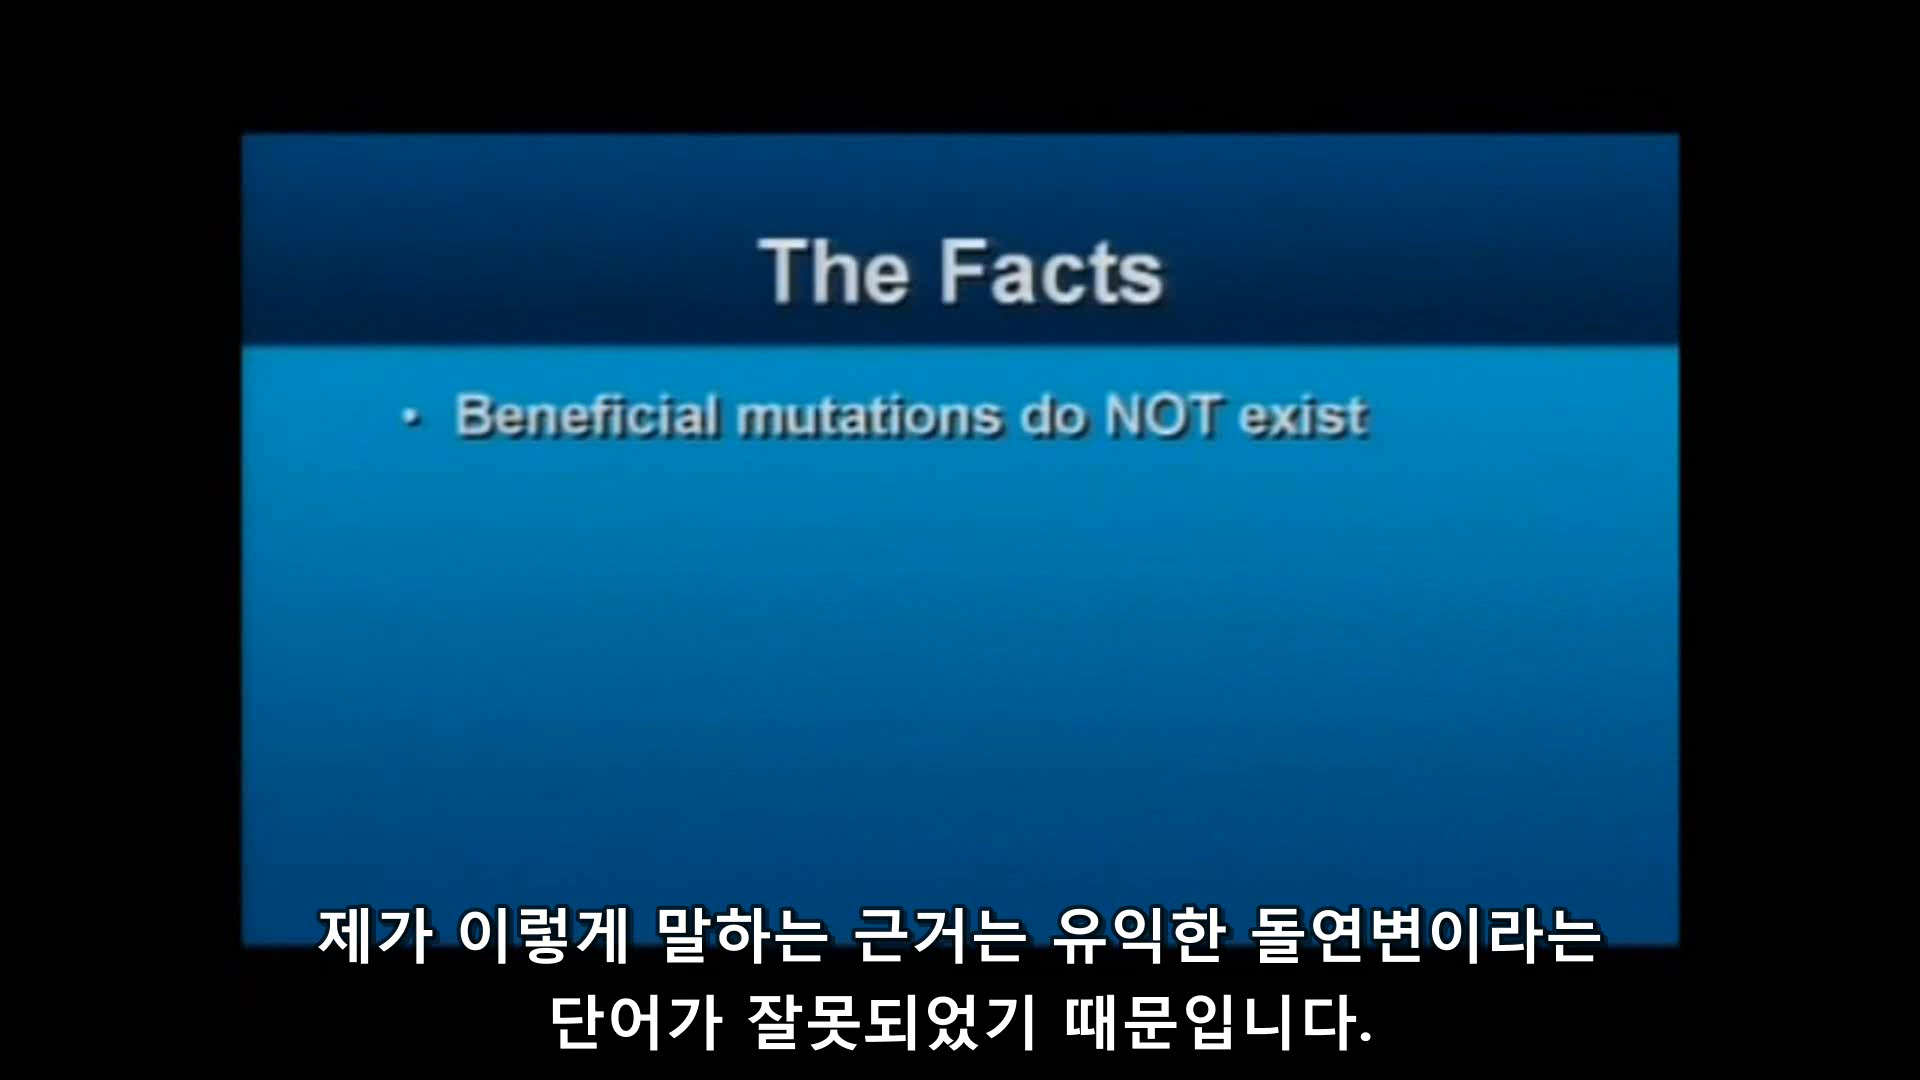 The Facts
• Beneficial mutations do NOT exist
제가 이렇게 말하는 근거는 유익한 돌연변이라는
단어가 잘못되었기 때문입니다.